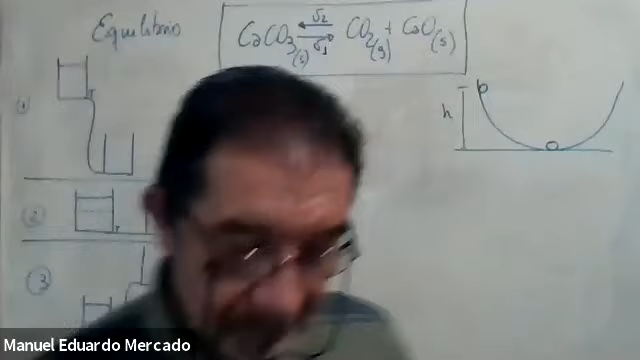 Equilibrio
CaCO3(s) ⇌ CO2(g) + CaO(s)
v2
v1
1
h
2
3
Manuel Eduardo Mercado